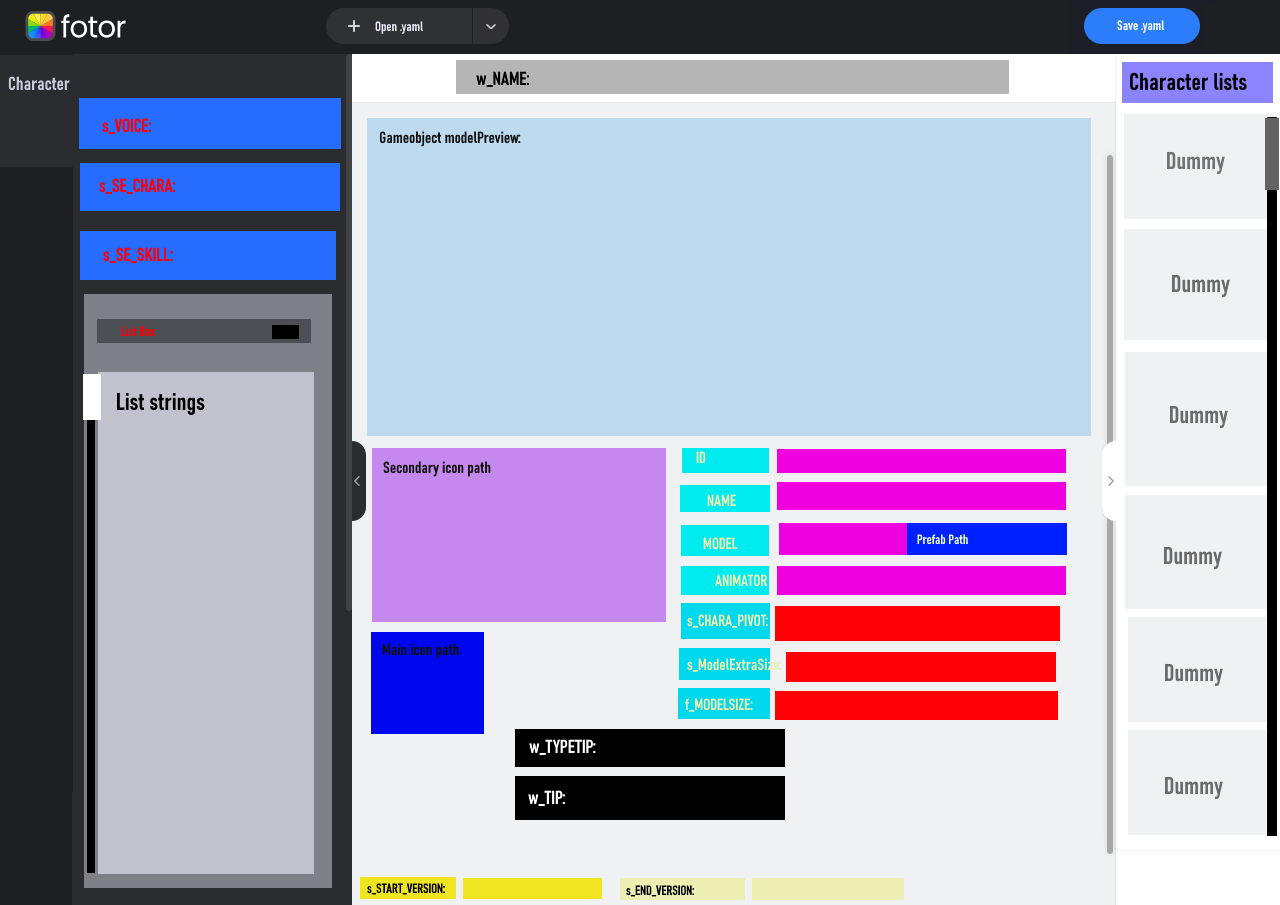 fotor
Open .yaml
Save .yaml
Character
s_VOICE:
s_SE_CHARA:
s_SE_SKILL:
List strings
w_NAME:
Gameobject modelPreview:
Secondary icon path
Main icon path
ID
NAME
MODEL
Prefab Path
ANIMATOR
s_CHARA_PIVOT:
s_ModelExtraSize:
f_MODELSIZE:
w_TYPETIP:
w_TIP:
s_START_VERSION:
s_END_VERSION:
Character lists
Dummy
Dummy
Dummy
Dummy
Dummy
Dummy